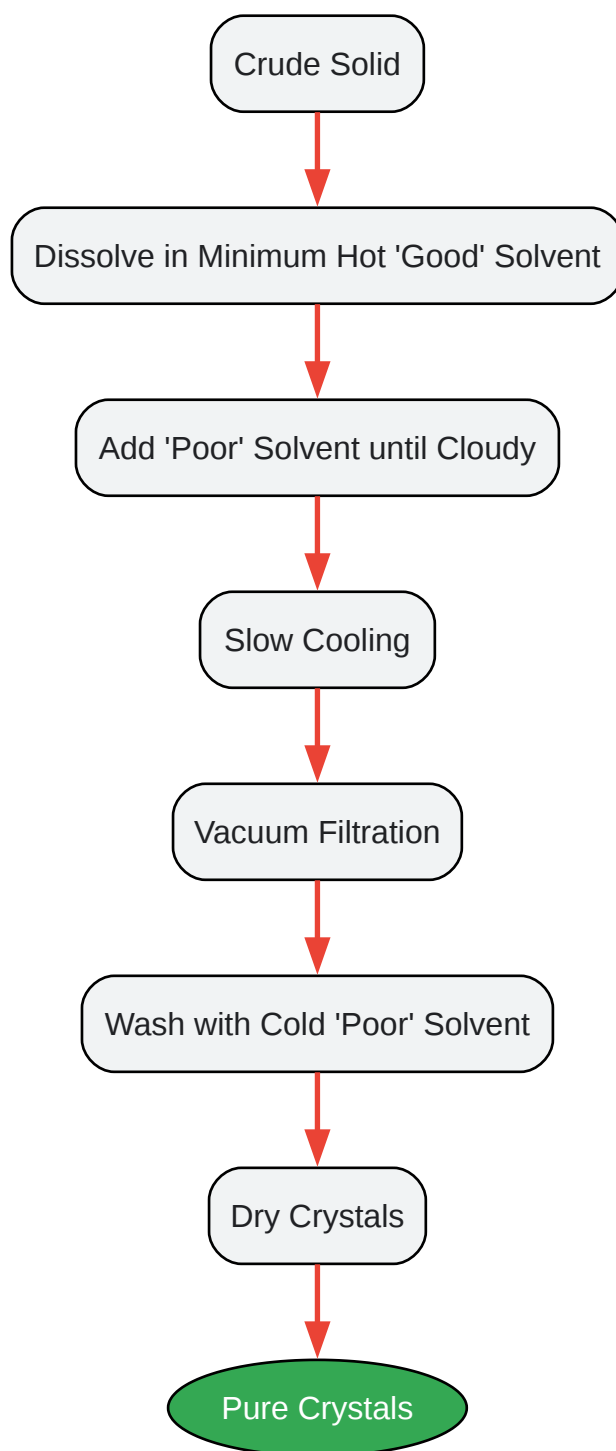 Crude Solid
Dissolve in Minimum Hot 'Good' Solvent
Add 'Poor' Solvent until Cloudy
Slow Cooling
Vacuum Filtration
Wash with Cold 'Poor' Solvent
Dry Crystals
Pure Crystals